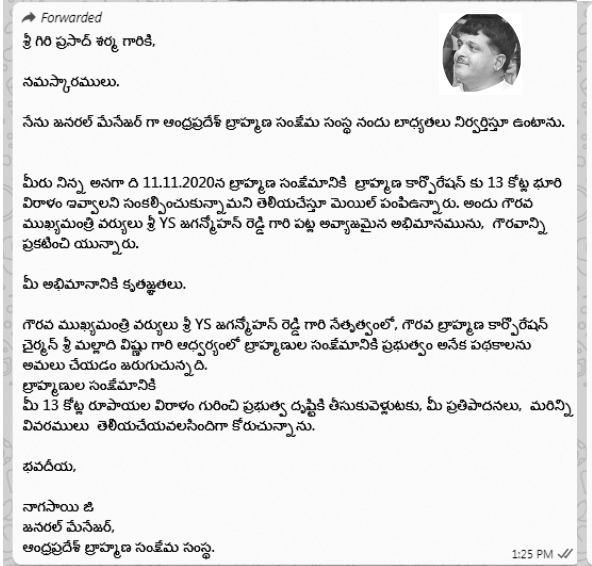 Forwarded
శ్రీ గిరి ప్రసాద్ శర్మ గారికి,
నమస్కారములు.
నేను జనరల్ మేనేజర్ గా ఆంధ్రప్రదేశ్ బ్రాహ్మణ సంక్షేమ సంస్థ నందు బాధ్యతలు నిర్వర్తిస్తూ ఉంటాను.
మీరు నిన్న అనగా ది 11.11.2020న బ్రాహ్మణ సంక్షేమానికి బ్రాహ్మణ కార్పొరేషన్ కు 13 కోట్ల భూరి
విరాళం ఇవ్వాలని సంకల్పించుకున్నామని తెలియచేస్తూ మెయిల్ పంపిఉన్నారు. అందు గౌరవ
ముఖ్యమంత్రి వర్యులు శ్రీ YS జగన్మోహన్ రెడ్డి గారి పట్ల అవ్యాజమైన అభిమానమును, గౌరవాన్ని
ప్రకటించి యున్నారు.
మీ అభిమానానికి కృతజ్ఞతలు.
గౌరవ ముఖ్యమంత్రి వర్యులు శ్రీ YS జగన్మోహన్ రెడ్డి గారి నేతృత్వంలో, గౌరవ బ్రాహ్మణ కార్పొరేషన్
చైర్మన్ శ్రీ మల్లాది విష్ణు గారి ఆధ్వర్యంలో బ్రాహ్మణుల సంక్షేమానికి ప్రభుత్వం అనేక పథకాలను
అమలు చేయడం జరుగుచున్నది.
బ్రాహ్మణుల సంక్షేమానికి
మీ 13 కోట్ల రూపాయల విరాళం గురించి ప్రభుత్వ దృష్టికి తీసుకువెళ్లుటకు, మీ ప్రతిపాదనలు, మరిన్ని
వివరములు తెలియచేయవలసిందిగా కోరుచున్నాను.
భవదీయ,
నాగసాయి జి
జనరల్ మేనేజర్,
ఆంధ్రప్రదేశ్ బ్రాహ్మణ సంక్షేమ సంస్థ.
1:25 PM